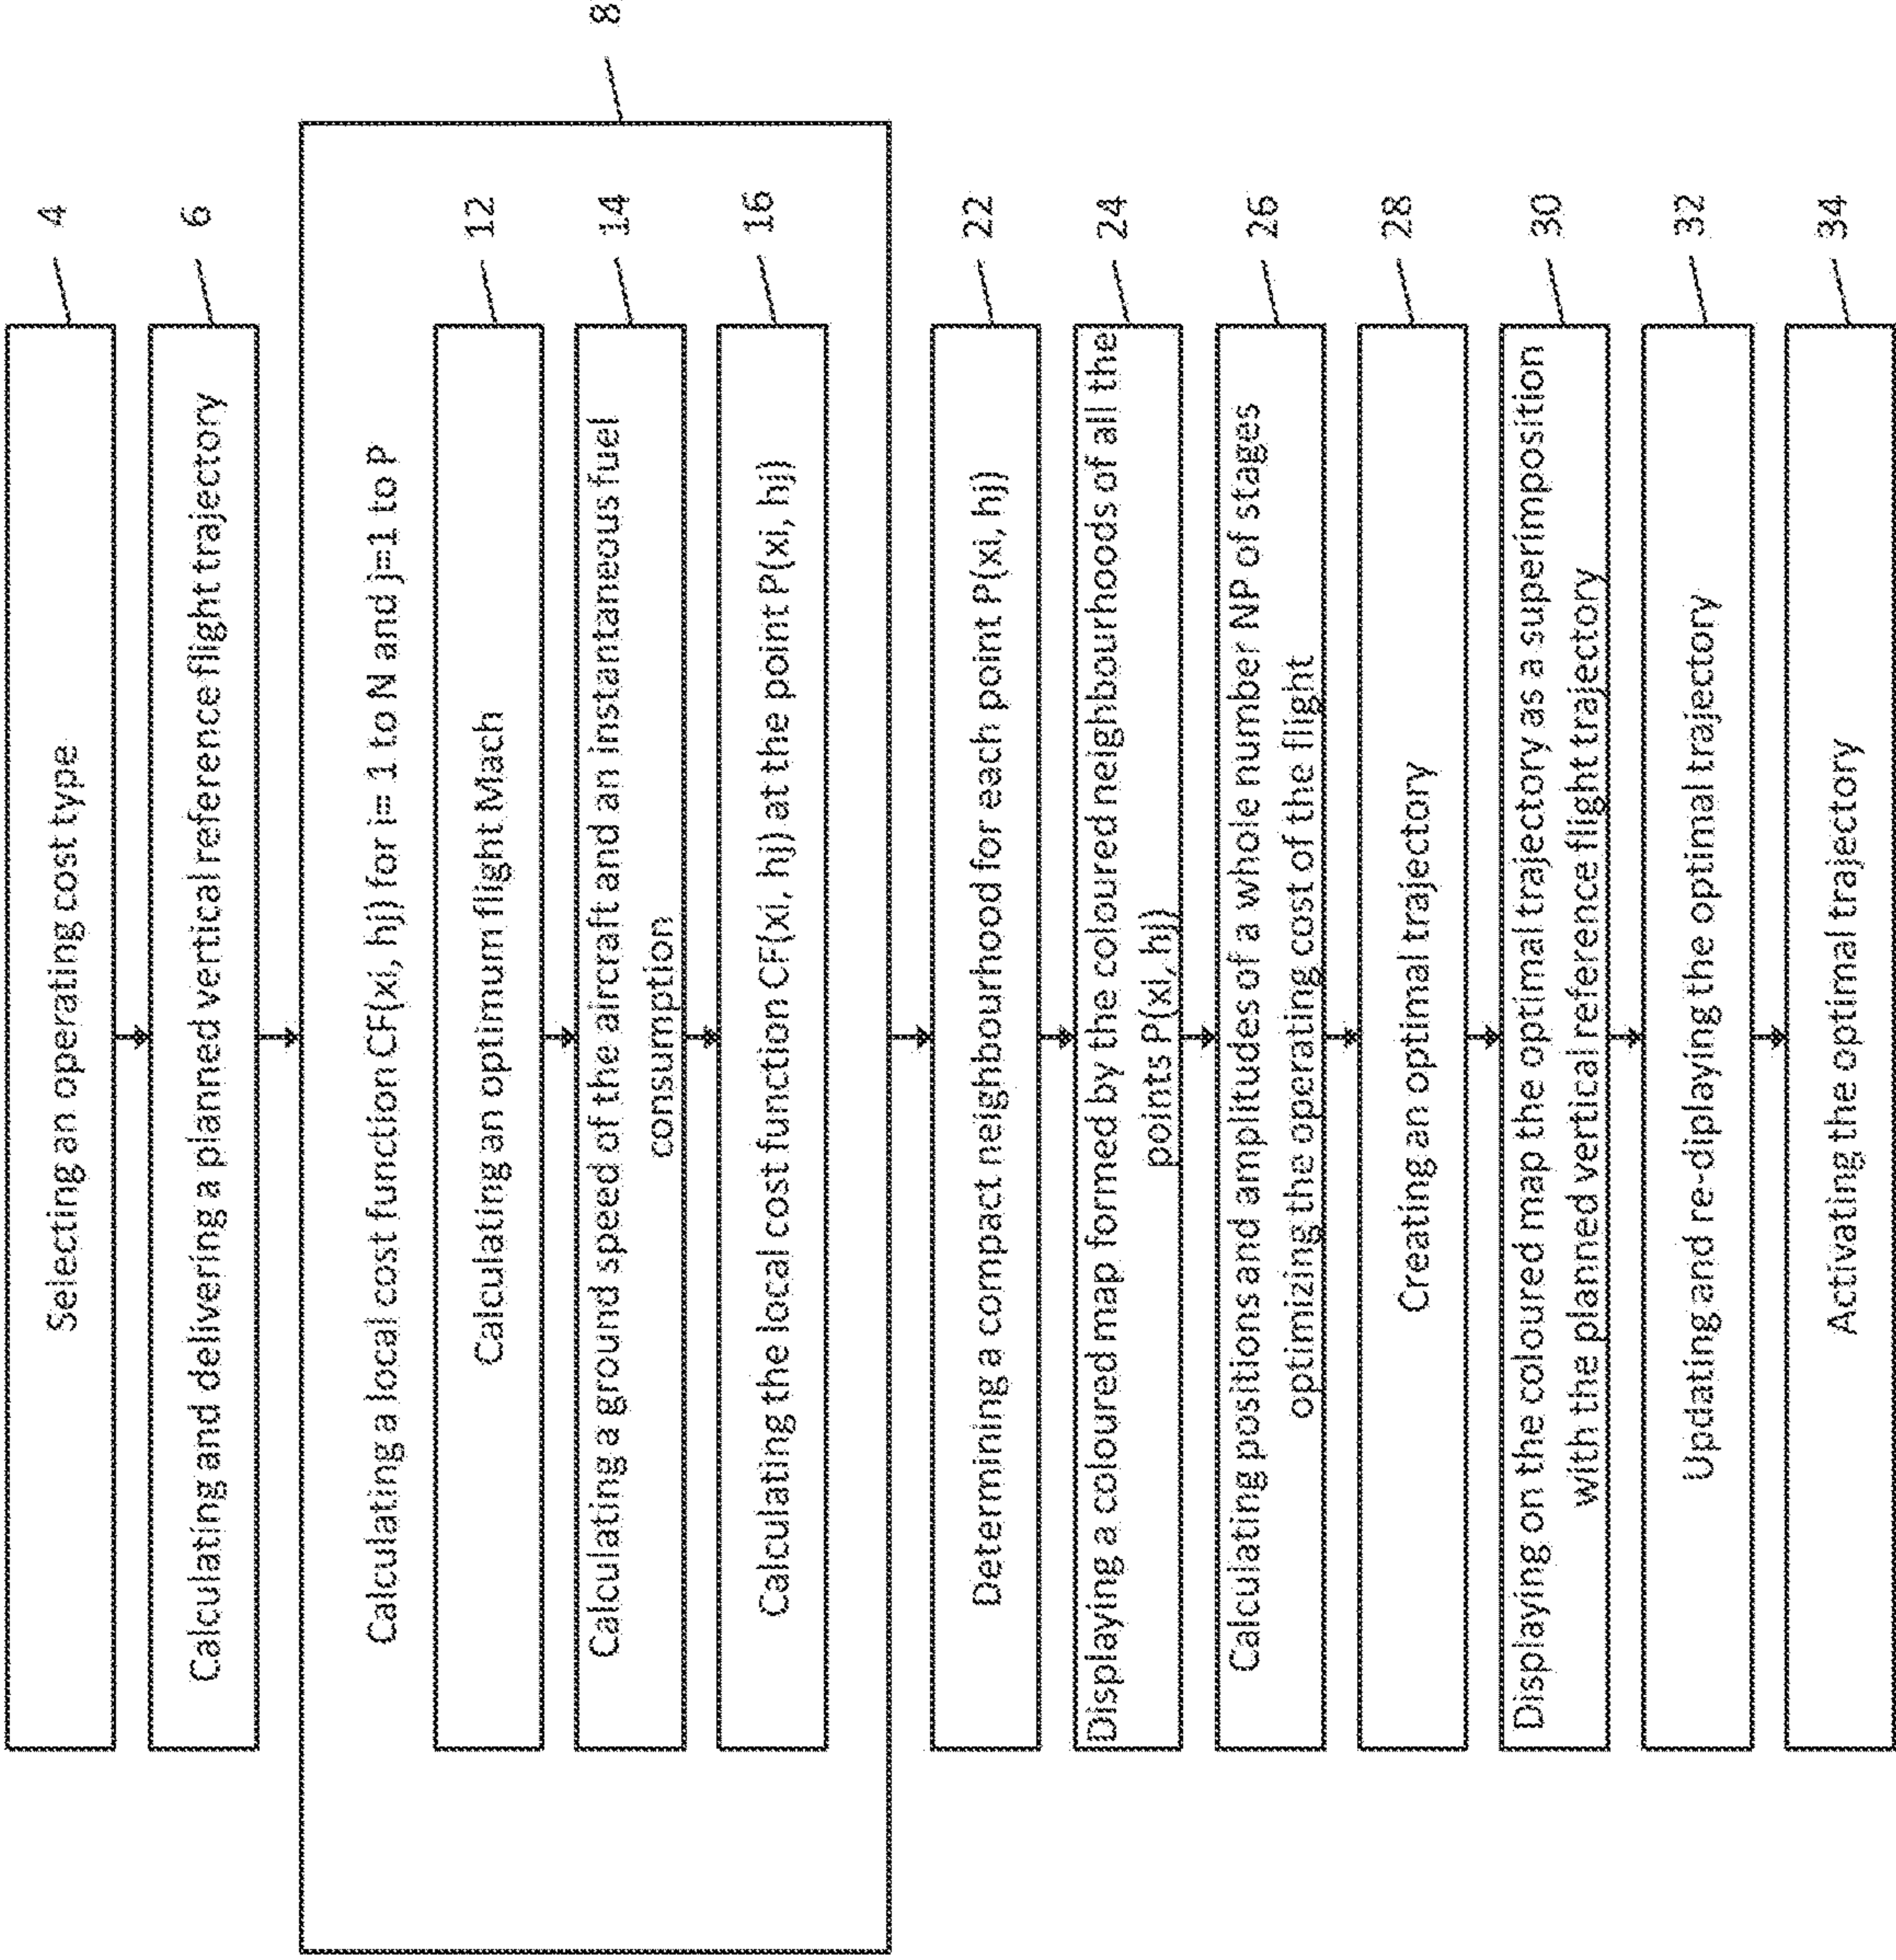 Selecting an operating cost type
4
Calculating and delivering a planned vertical reference flight trajectory
6
8
Calculating a local cost function CF(xi, hj) for i= 1 to N and j=1 to P
Calculating an optimum flight Mach
12
Calculating a ground speed of the aircraft and an instantaneous fuel
consumption
14
Calculating the local cost function CF(xi, hj) at the point P(xi, hj)
16
Determining a compact neighbourhood for each point P(xi, hj)
22
Displaying a coloured map formed by the coloured neighbourhoods of all the
points P(xi, hj)
24
Calculating positions and amplitudes of a whole number NP of stages
optimizing the operating cost of the flight
26
Creating an optimal trajectory
28
Displaying on the coloured map the optimal trajectory as a superimposition
with the planned vertical reference flight trajectory
30
Updating and re-diplaying the optimal trajectory
32
Activating the optimal trajectory
34